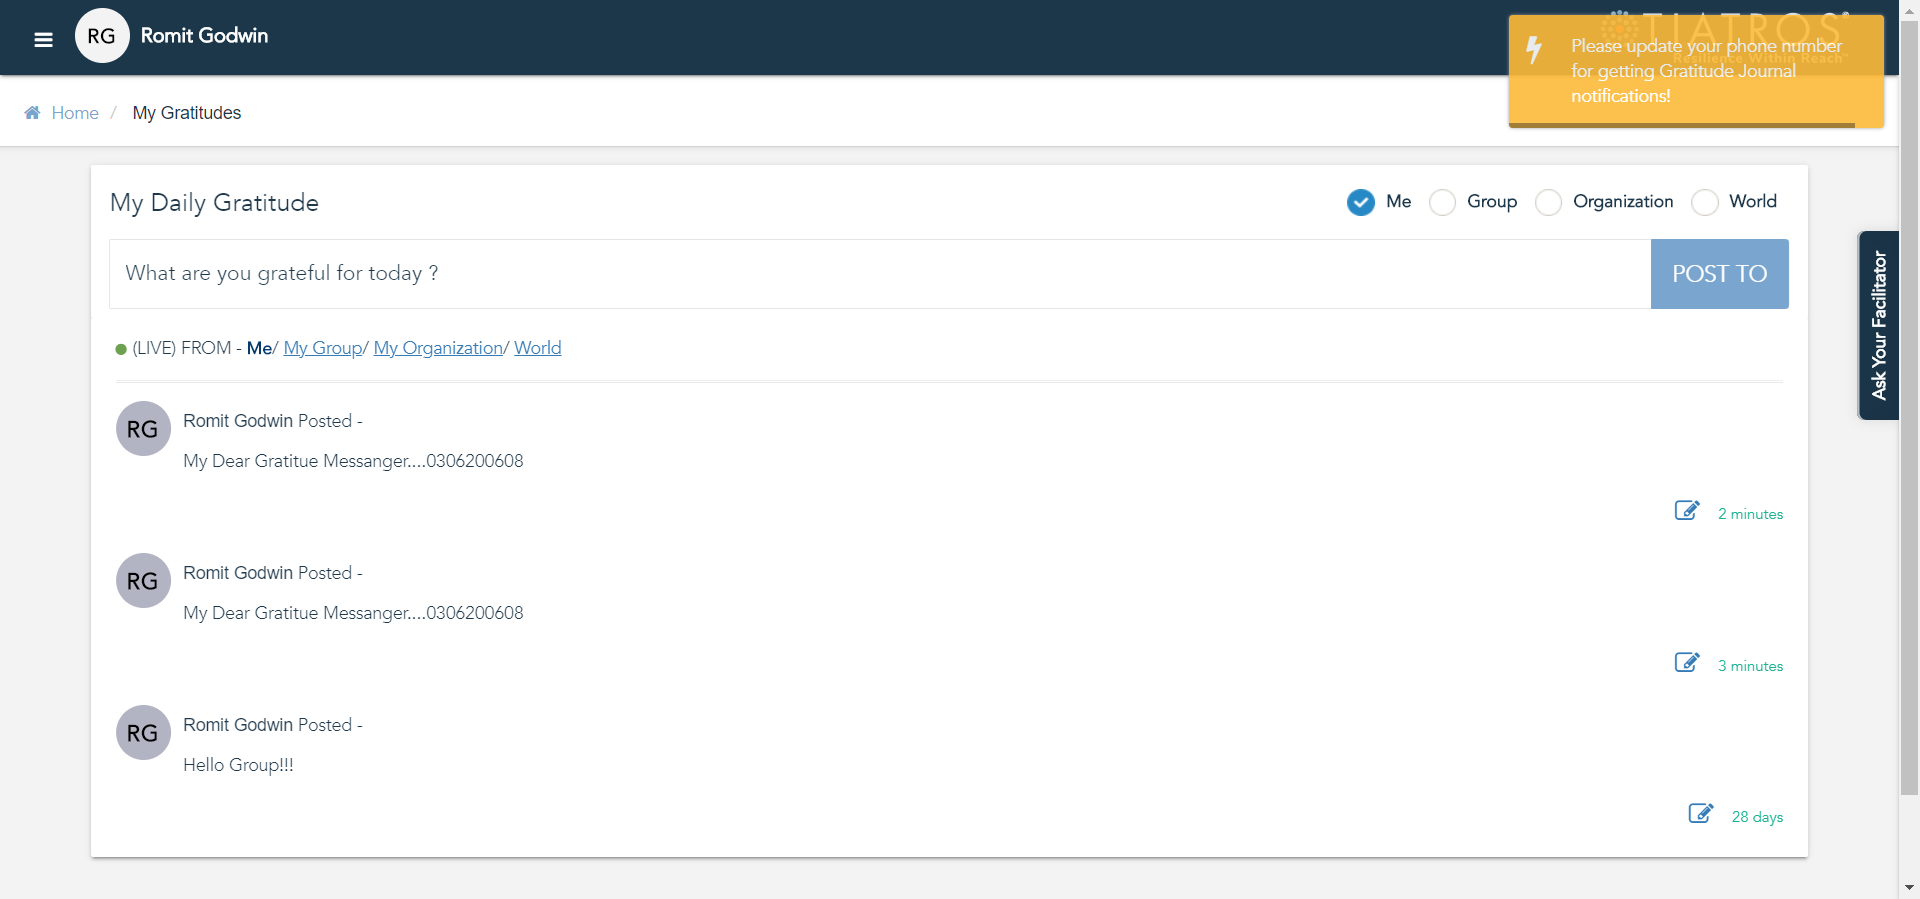 RG Romit Godwin
TIATROS
Resilience Within Reach
Please update your phone number
for getting Gratitude Journal
notifications!
Home / My Gratitudes
My Daily Gratitude
Me Group Organization World
What are you grateful for today ?
POST TO
Ask Your Facilitator
(LIVE) FROM - Me/ My Group/ My Organization/ World
RG
Romit Godwin Posted -
My Dear Gratitue Messanger....0306200608
2 minutes
RG
Romit Godwin Posted -
My Dear Gratitue Messanger....0306200608
3 minutes
RG
Romit Godwin Posted -
Hello Group!!!
28 days